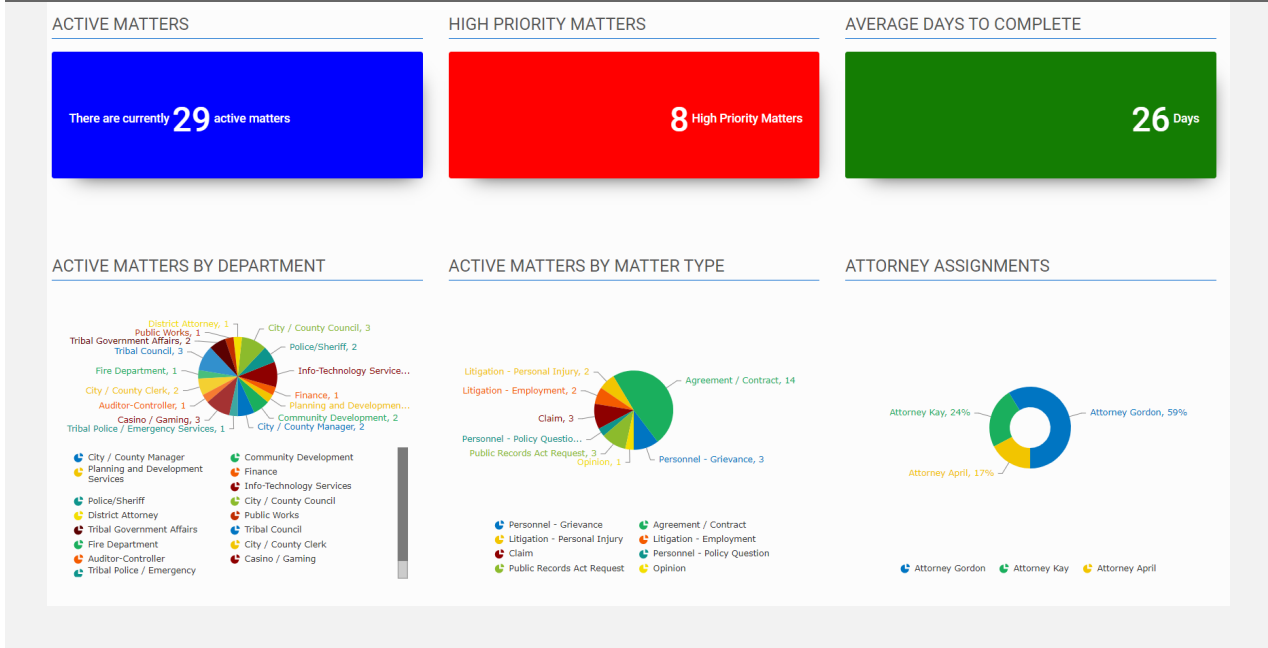 ACTIVE MATTERS
There are currently 29 active matters
HIGH PRIORITY MATTERS
8 High Priority Matters
AVERAGE DAYS TO COMPLETE
26 Days
ACTIVE MATTERS BY DEPARTMENT
District Attorney, 1
City / County Council, 3
Public Works, 1
Tribal Government Affairs, 2
Police/Sheriff, 2
Tribal Council, 3
Fire Department, 1
Info-Technology Service...
City / County Clerk, 2
Finance, 1
Auditor-Controller, 1
Planning and Developmen...
Casino / Gaming, 3
Community Development, 2
Tribal Police / Emergency Services, 1
City / County Manager, 2
City / County Manager
Community Development
Planning and Development
Services
Finance
Info-Technology Services
Police/Sheriff
City / County Council
District Attorney
Public Works
Tribal Government Affairs
Tribal Council
Fire Department
City / County Clerk
Auditor-Controller
Casino / Gaming
Tribal Police / Emergency
ACTIVE MATTERS BY MATTER TYPE
Litigation - Personal Injury, 2
Agreement / Contract, 14
Litigation - Employment, 2
Claim, 3
Personnel - Policy Questio...
Public Records Act Request, 3
Opinion, 1
Personnel - Grievance, 3
Personnel - Grievance
Agreement / Contract
Litigation - Personal Injury
Litigation - Employment
Claim
Personnel - Policy Question
Public Records Act Request
Opinion
ATTORNEY ASSIGNMENTS
Attorney Kay, 24%
Attorney Gordon, 59%
Attorney April, 17%
Attorney Gordon
Attorney Kay
Attorney April